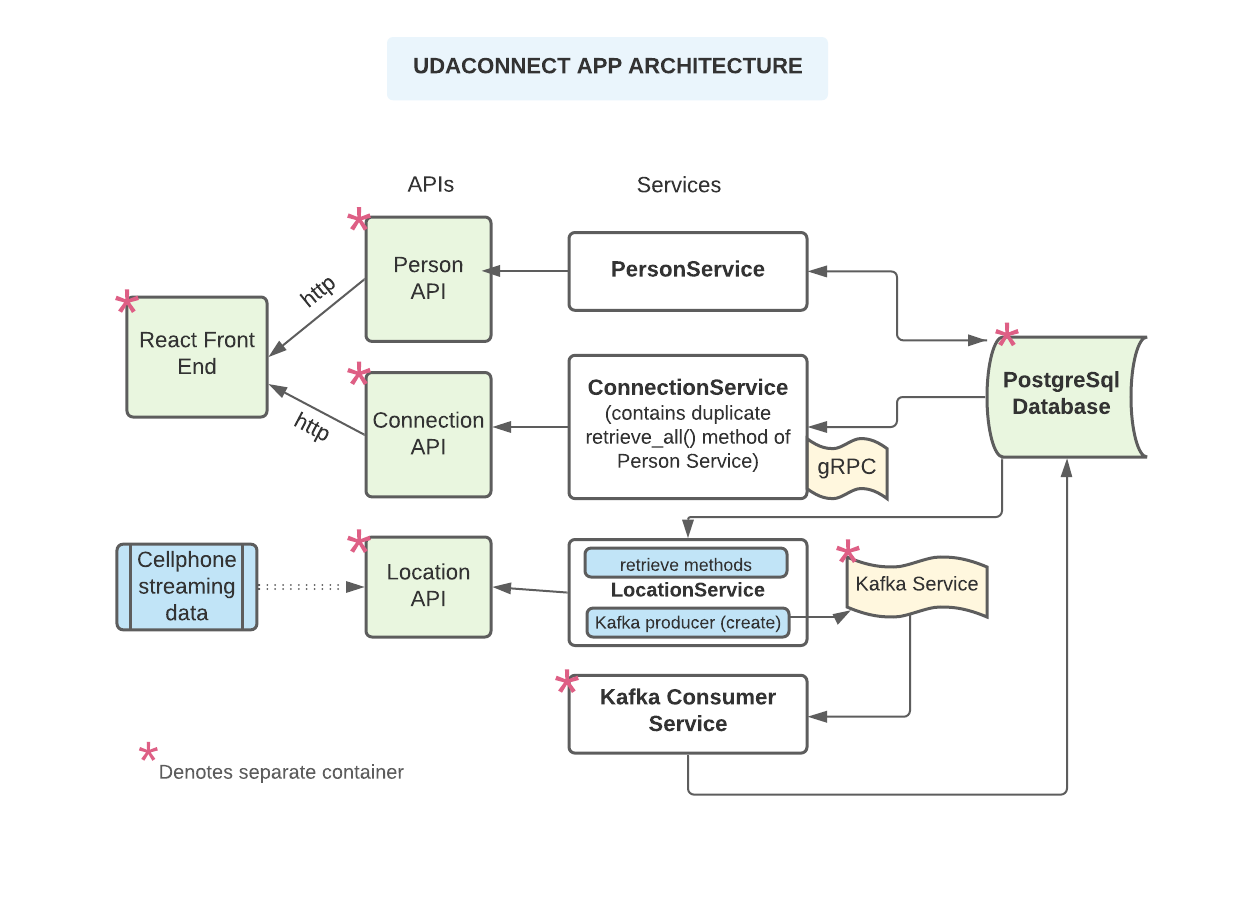 UDACONNECT APP ARCHITECTURE
APIs
Services
*
Person
API
PersonService
http
*
React Front
End
*
PostgreSql
Database
*
Connection
API
ConnectionService
(contains duplicate
retrieve_all() method of
Person Service)
http
gRPC
*
Cellphone
streaming
data
Location
API
retrieve methods
LocationService
Kafka producer (create)
*
Kafka Service
*
Kafka Consumer
Service
*
Denotes separate container